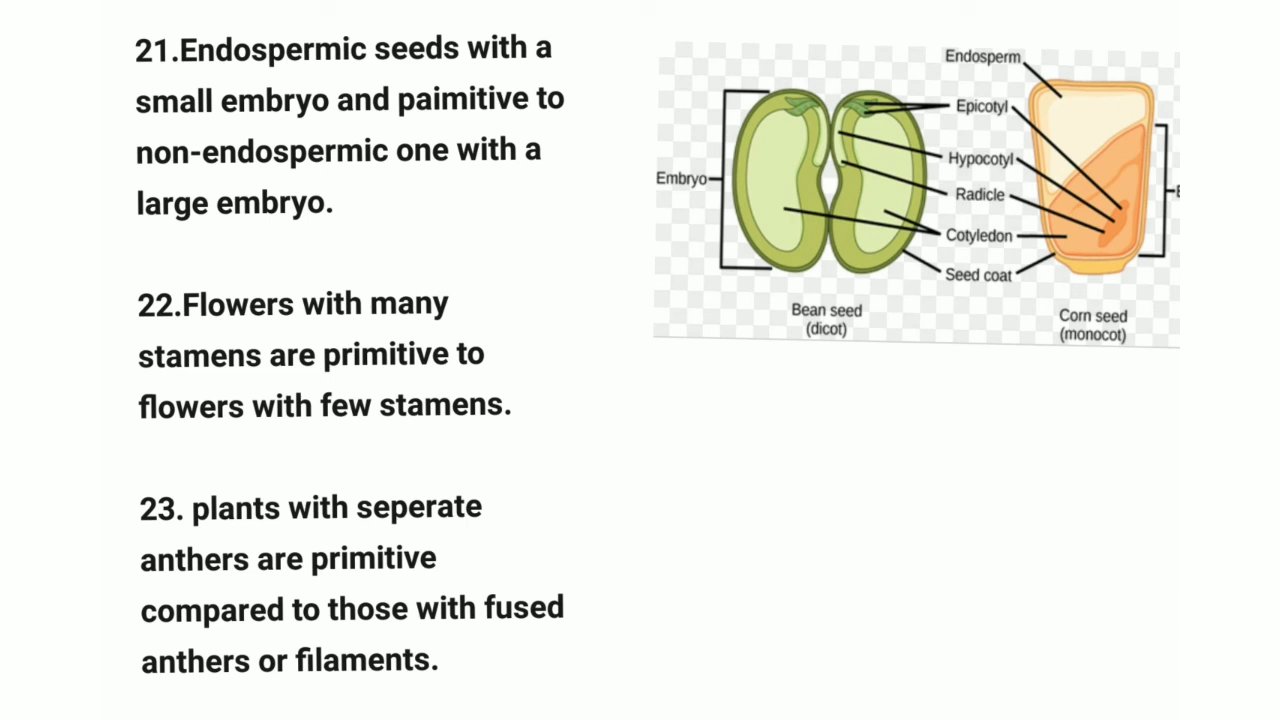 21.Endospermic seeds with a
small embryo and paimitive to
non-endospermic one with a
large embryo.
22.Flowers with many
stamens are primitive to
flowers with few stamens.
23. plants with seperate
anthers are primitive
compared to those with fused
anthers or filaments.
Endosperm
Epicotyl
Hypocotyl
Embryo
Radicle
Cotyledon
Seed coat
Bean seed
(dicot)
Corn seed
(monocot)